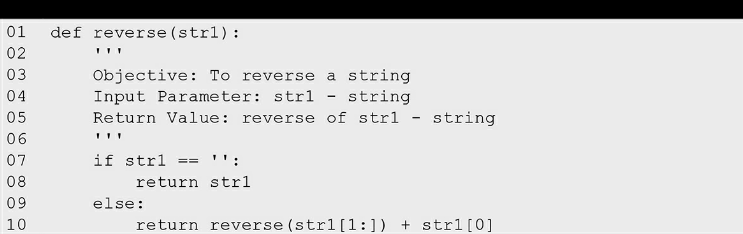 01  def reverse(str1):
02      '''
03      Objective: To reverse a string
04      Input Parameter: str1 - string
05      Return Value: reverse of str1 - string
06      '''
07      if str1 == '':
08          return str1
09      else:
10          return reverse(str1[1:]) + str1[0]